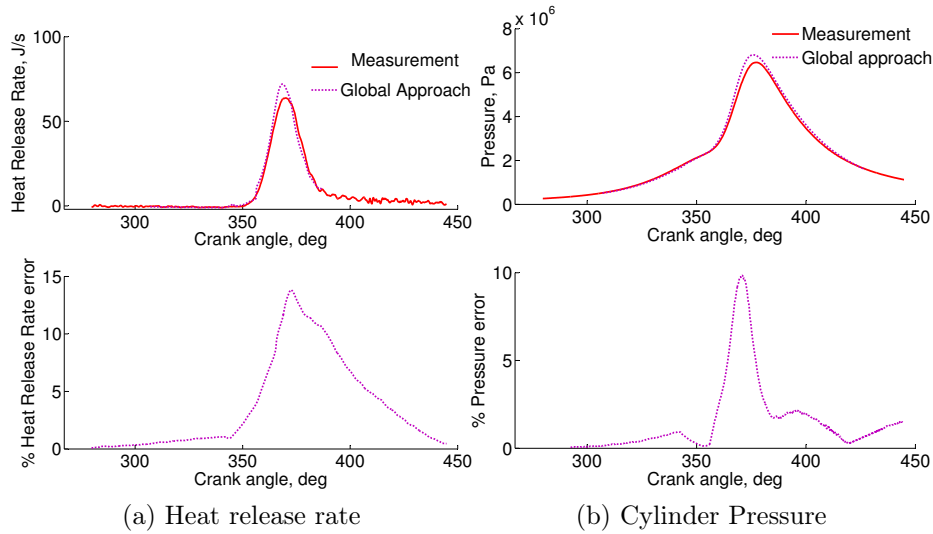 Heat Release Rate, J/s
100
50
0
Measurement
Global Approach
300 350 400 450
Crank angle, deg
x 10^6
Pressure, Pa
8
6
4
2
0
Measurement
Global approach
300 350 400 450
Crank angle, deg
% Heat Release Rate error
15
10
5
0
300 350 400 450
Crank angle, deg
% Pressure error
10
5
0
300 350 400 450
Crank angle, deg
(a) Heat release rate
(b) Cylinder Pressure